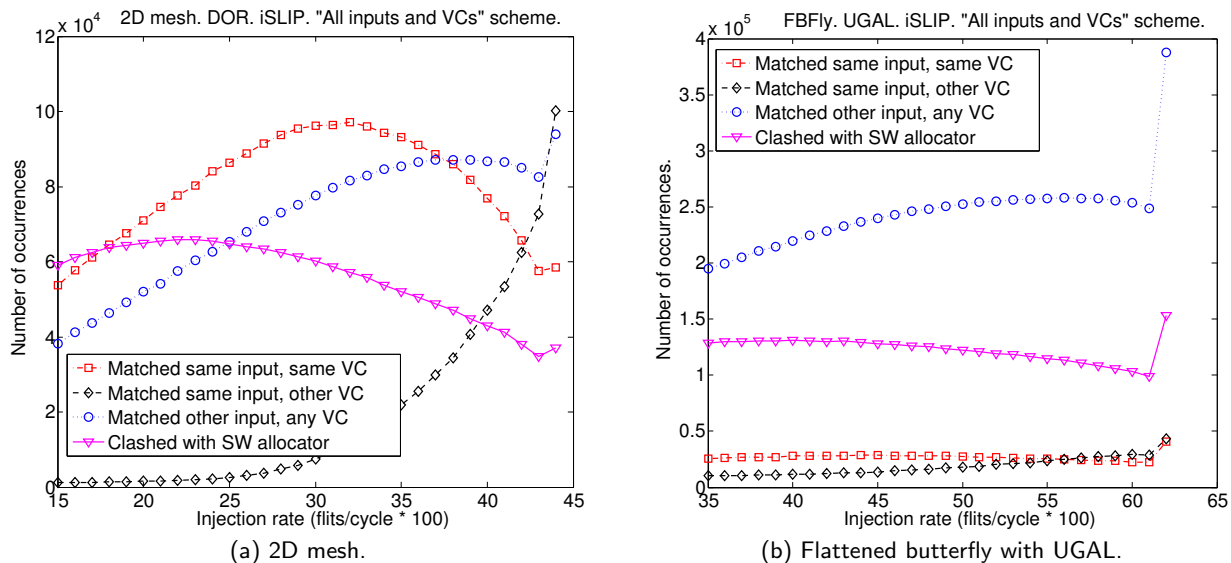 2D mesh. DOR. iSLIP. "All inputs and VCs" scheme.
x 10^4
12
10
8
6
4
2
0
Number of occurrences
Matched same input, same VC
Matched same input, other VC
Matched other input, any VC
Clashed with SW allocator
15 20 25 30 35 40 45
Injection rate (flits/cycle * 100)
(a) 2D mesh.
FBFly. UGAL. iSLIP. "All inputs and VCs" scheme.
x 10^5
4
3.5
3
2.5
2
1.5
1
0.5
0
Number of occurrences.
Matched same input, same VC
Matched same input, other VC
Matched other input, any VC
Clashed with SW allocator
35 40 45 50 55 60 65
Injection rate (flits/cycle * 100)
(b) Flattened butterfly with UGAL.